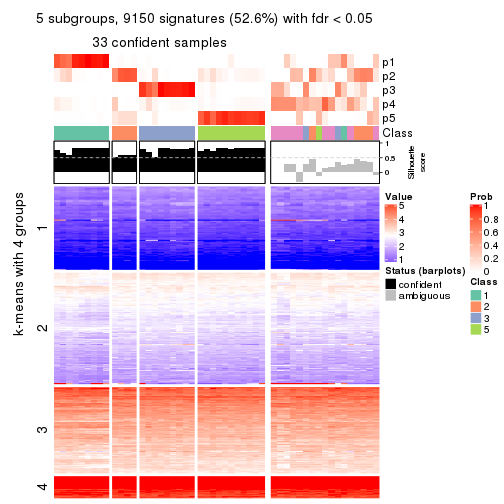 5 subgroups, 9150 signatures (52.6%) with fdr < 0.05
33 confident samples
p1
p2
p3
p4
p5
Class
1
0.5
0
Silhouette
score
k-means with 4 groups
1
2
3
4
Value
5
4
3
2
1
Status (barplots)
confident
ambiguous
Prob
1
0.8
0.6
0.4
0.2
0
Class
1
2
3
5